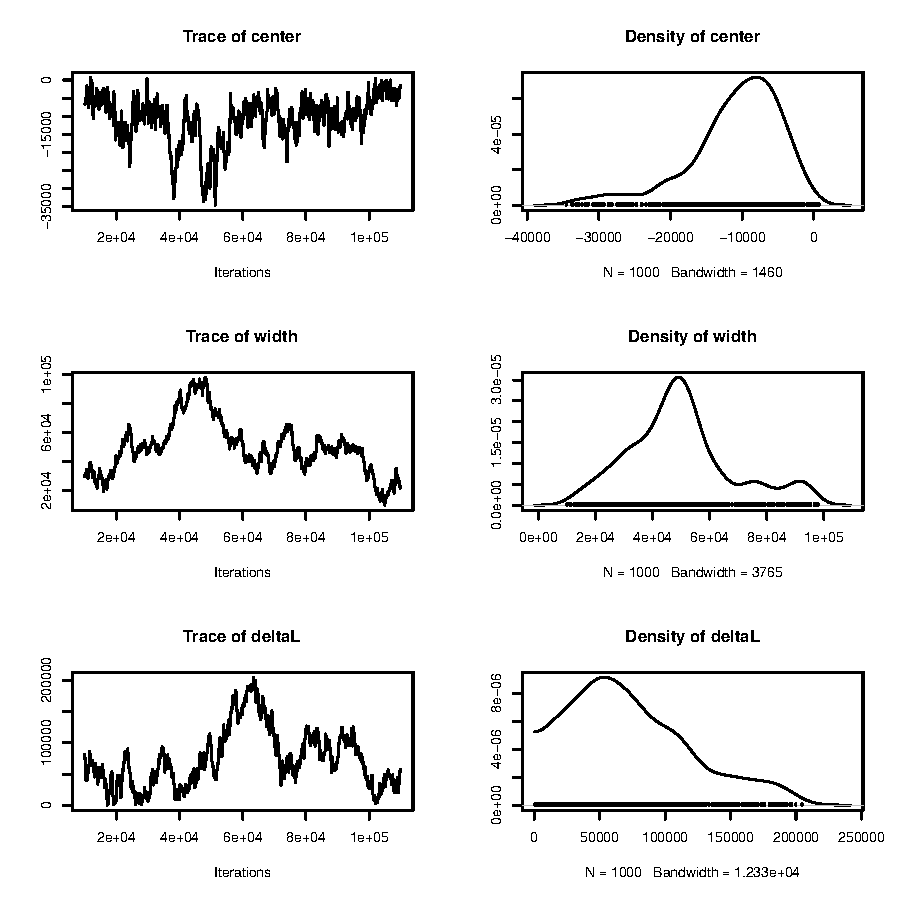 Trace of center
Density of center
0
−15000
−35000
2e+04 4e+04 6e+04 8e+04 1e+05
Iterations
4e−05
0e+00
−40000 −30000 −20000 −10000 0
N = 1000 Bandwidth = 1460
Trace of width
Density of width
1e+05
6e+04
2e+04
2e+04 4e+04 6e+04 8e+04 1e+05
Iterations
3.0e−05
1.5e−05
0.0e+00
0e+00 2e+04 4e+04 6e+04 8e+04 1e+05
N = 1000 Bandwidth = 3765
Trace of deltaL
Density of deltaL
200000
100000
0
2e+04 4e+04 6e+04 8e+04 1e+05
Iterations
8e−06
4e−06
0e+00
0 50000 100000 150000 200000 250000
N = 1000 Bandwidth = 1.233e+04